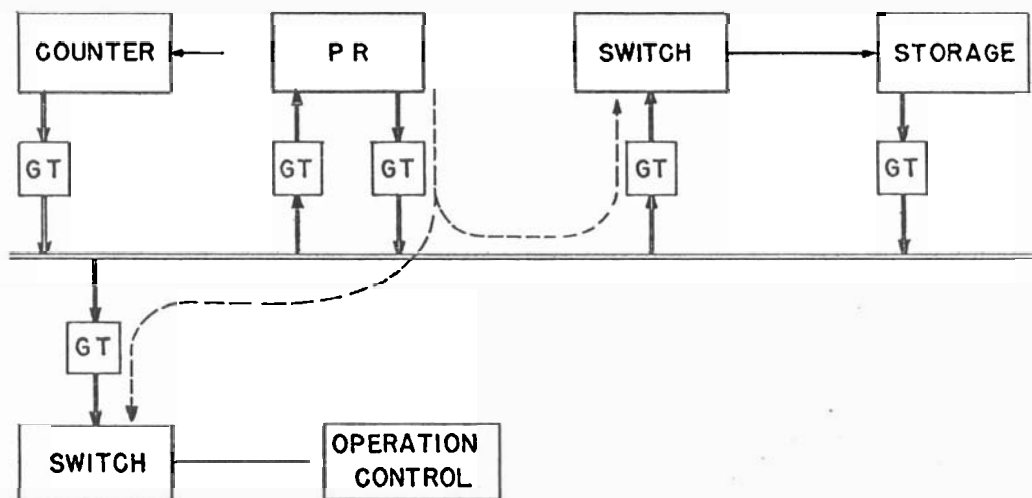 COUNTER
P R
SWITCH
STORAGE
GT
GT
GT
GT
GT
GT
SWITCH
OPERATION
CONTROL